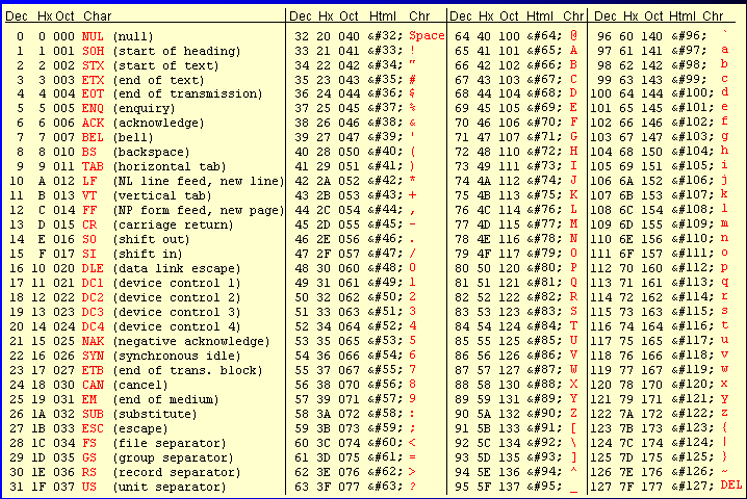 Dec Hx Oct Char Dec Hx Oct Html Chr Dec Hx Oct Html Chr Dec Hx Oct Html Chr
0 0 000 NUL (null) 32 20 040 &#32; Space 64 40 100 &#64; @ 96 60 140 &#96; `
1 1 001 SOH (start of heading) 33 21 041 &#33; ! 65 41 101 &#65; A 97 61 141 &#97; a
2 2 002 STX (start of text) 34 22 042 &#34; " 66 42 102 &#66; B 98 62 142 &#98; b
3 3 003 ETX (end of text) 35 23 043 &#35; # 67 43 103 &#67; C 99 63 143 &#99; c
4 4 004 EOT (end of transmission) 36 24 044 &#36; $ 68 44 104 &#68; D 100 64 144 &#100; d
5 5 005 ENQ (enquiry) 37 25 045 &#37; % 69 45 105 &#69; E 101 65 145 &#101; e
6 6 006 ACK (acknowledge) 38 26 046 &#38; & 70 46 106 &#70; F 102 66 146 &#102; f
7 7 007 BEL (bell) 39 27 047 &#39; ' 71 47 107 &#71; G 103 67 147 &#103; g
8 8 010 BS (backspace) 40 28 050 &#40; ( 72 48 110 &#72; H 104 68 150 &#104; h
9 9 011 TAB (horizontal tab) 41 29 051 &#41; ) 73 49 111 &#73; I 105 69 151 &#105; i
10 A 012 LF (NL line feed, new line) 42 2A 052 &#42; * 74 4A 112 &#74; J 106 6A 152 &#106; j
11 B 013 VT (vertical tab) 43 2B 053 &#43; + 75 4B 113 &#75; K 107 6B 153 &#107; k
12 C 014 FF (NP form feed, new page) 44 2C 054 &#44; , 76 4C 114 &#76; L 108 6C 154 &#108; l
13 D 015 CR (carriage return) 45 2D 055 &#45; - 77 4D 115 &#77; M 109 6D 155 &#109; m
14 E 016 SO (shift out) 46 2E 056 &#46; . 78 4E 116 &#78; N 110 6E 156 &#110; n
15 F 017 SI (shift in) 47 2F 057 &#47; / 79 4F 117 &#79; O 111 6F 157 &#111; o
16 10 020 DLE (data link escape) 48 30 060 &#48; 0 80 50 120 &#80; P 112 70 160 &#112; p
17 11 021 DC1 (device control 1) 49 31 061 &#49; 1 81 51 121 &#81; Q 113 71 161 &#113; q
18 12 022 DC2 (device control 2) 50 32 062 &#50; 2 82 52 122 &#82; R 114 72 162 &#114; r
19 13 023 DC3 (device control 3) 51 33 063 &#51; 3 83 53 123 &#83; S 115 73 163 &#115; s
20 14 024 DC4 (device control 4) 52 34 064 &#52; 4 84 54 124 &#84; T 116 74 164 &#116; t
21 15 025 NAK (negative acknowledge) 53 35 065 &#53; 5 85 55 125 &#85; U 117 75 165 &#117; u
22 16 026 SYN (synchronous idle) 54 36 066 &#54; 6 86 56 126 &#86; V 118 76 166 &#118; v
23 17 027 ETB (end of trans. block) 55 37 067 &#55; 7 87 57 127 &#87; W 119 77 167 &#119; w
24 18 030 CAN (cancel) 56 38 070 &#56; 8 88 58 130 &#88; X 120 78 170 &#120; x
25 19 031 EM (end of medium) 57 39 071 &#57; 9 89 59 131 &#89; Y 121 79 171 &#121; y
26 1A 032 SUB (substitute) 58 3A 072 &#58; : 90 5A 132 &#90; Z 122 7A 172 &#122; z
27 1B 033 ESC (escape) 59 3B 073 &#59; ; 91 5B 133 &#91; [ 123 7B 173 &#123; {
28 1C 034 FS (file separator) 60 3C 074 &#60; < 92 5C 134 &#92; \ 124 7C 174 &#124; |
29 1D 035 GS (group separator) 61 3D 075 &#61; = 93 5D 135 &#93; ] 125 7D 175 &#125; }
30 1E 036 RS (record separator) 62 3E 076 &#62; > 94 5E 136 &#94; ^ 126 7E 176 &#126; ~
31 1F 037 US (unit separator) 63 3F 077 &#63; ? 95 5F 137 &#95; _ 127 7F 177 &#127; DEL